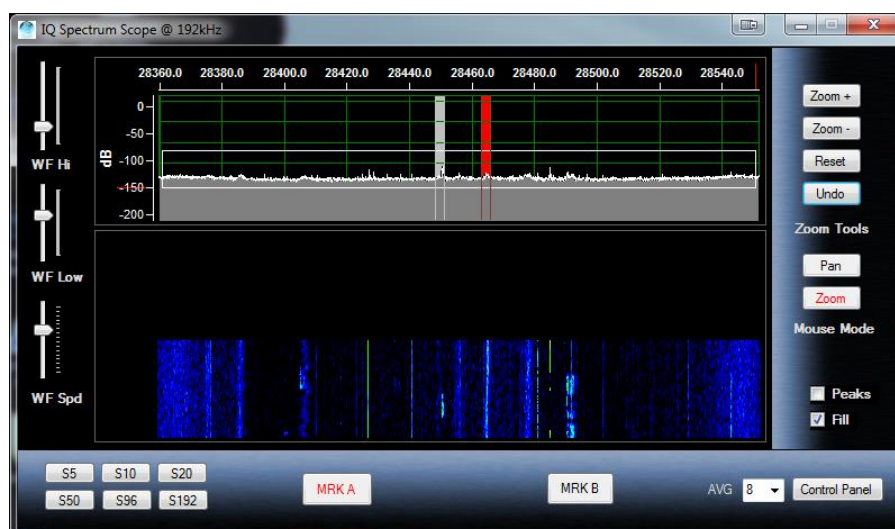 IQ Spectrum Scope @ 192kHz
28360.0 28380.0 28400.0 28420.0 28440.0 28460.0 28480.0 28500.0 28520.0 28540.0
0
-50
-100
-150
-200
dB
WF Hi
WF Low
WF Spd
Zoom +
Zoom -
Reset
Undo
Zoom Tools
Pan
Zoom
Mouse Mode
Peaks
Fill
S5 S10 S20
S50 S96 S192
MRK A
MRK B
AVG 8
Control Panel